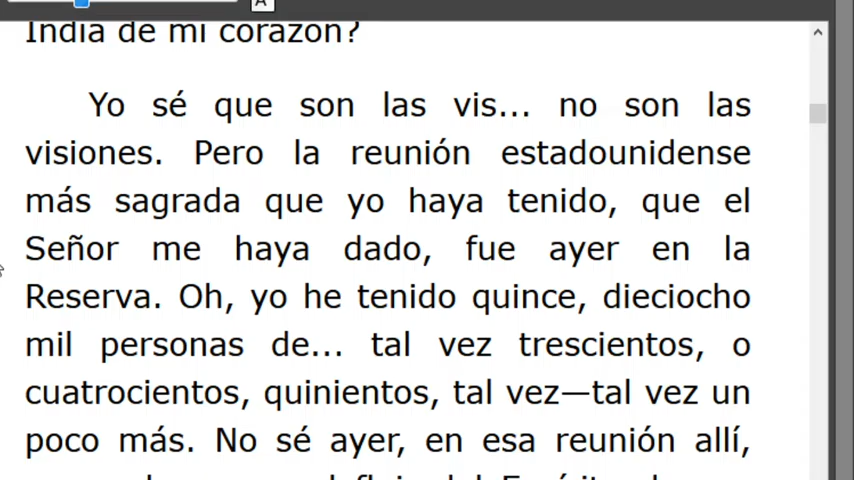 A
India de mi corazón?
Yo sé que son las vis... no son las
visiones. Pero la reunión estadounidense
más sagrada que yo haya tenido, que el
Señor me haya dado, fue ayer en la
Reserva. Oh, yo he tenido quince, dieciocho
mil personas de... tal vez trescientos, o
cuatrocientos, quinientos, tal vez—tal vez un
poco más. No sé ayer, en esa reunión allí,